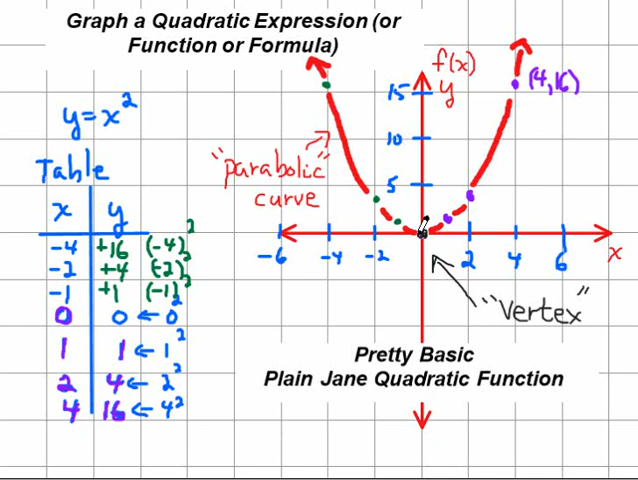 Graph a Quadratic Expression (or
Function or Formula)
y = x²
Table
x y
-4 +16 (-4)²
-2 +4 (-2)²
-1 +1 (-1)²
0 0 ← 0²
1 1 ← 1²
2 4 ← 2²
4 16 ← 4²
f(x)
y
15
10
5
(4,16)
"parabolic"
curve
-6 -4 -2 2 4 6 x
"Vertex"
Pretty Basic
Plain Jane Quadratic Function